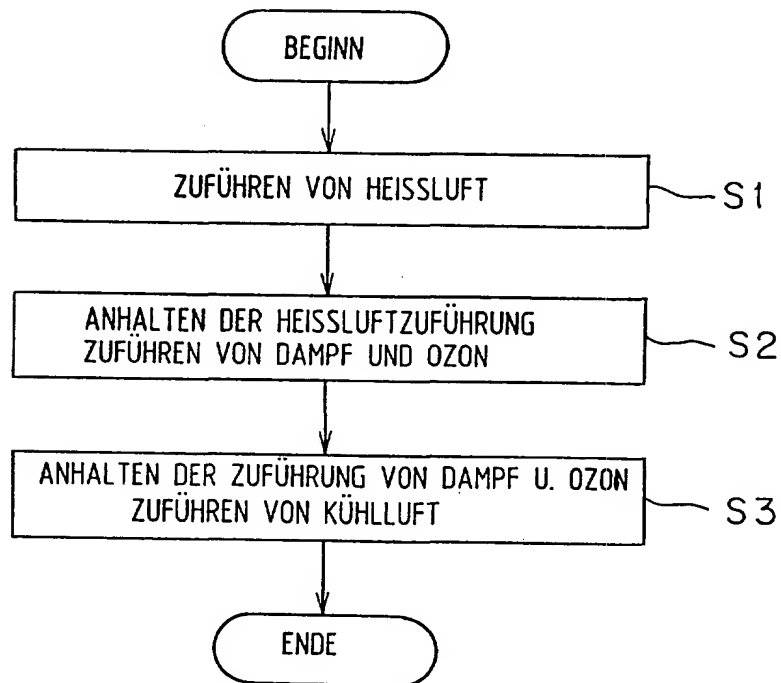 BEGINN
ZUFÜHREN VON HEISSLUFT
S1
ANHALTEN DER HEISSLUFTZUFÜHRUNG
ZUFÜHREN VON DAMPF UND OZON
S2
ANHALTEN DER ZUFÜHRUNG VON DAMPF U. OZON
ZUFÜHREN VON KÜHLLUFT
S3
ENDE